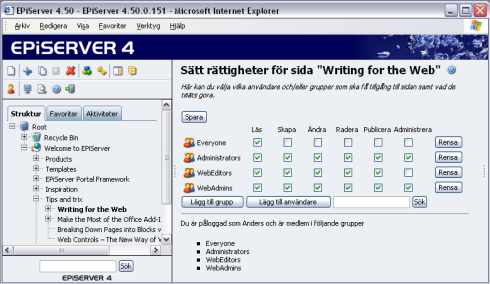 EPiServer 4.50 - EPiServer 4.50.0.151 - Microsoft Internet Explorer
Arkiv Redigera Visa Favoriter Verktyg Hjälp
EPiSERVER 4
Struktur Favoriter Aktiviteter
Root
Recycle Bin
Welcome to EPiServer
Products
Templates
EPiServer Portal Framework
Inspiration
Tips and trix
Writing for the Web
Make the Most of the Office Add-I
Breaking Down Pages into Blocks v
Web Controls – The New Way of V
Sök
EPiSERVER 4
Sätt rättigheter för sida "Writing for the Web"
Här kan du välja vilka användare och/eller grupper som ska få tillgång till sidan samt vad de
tillåts göra.
Spara
Läs Skapa Ändra Radera Publicera Administrera
Everyone Rensa
Administrators Rensa
WebEditors Rensa
WebAdmins Rensa
Lägg till grupp Lägg till användare Sök
Du är påloggad som Anders och är medlem i följande grupper
Everyone
Administrators
WebEditors
WebAdmins